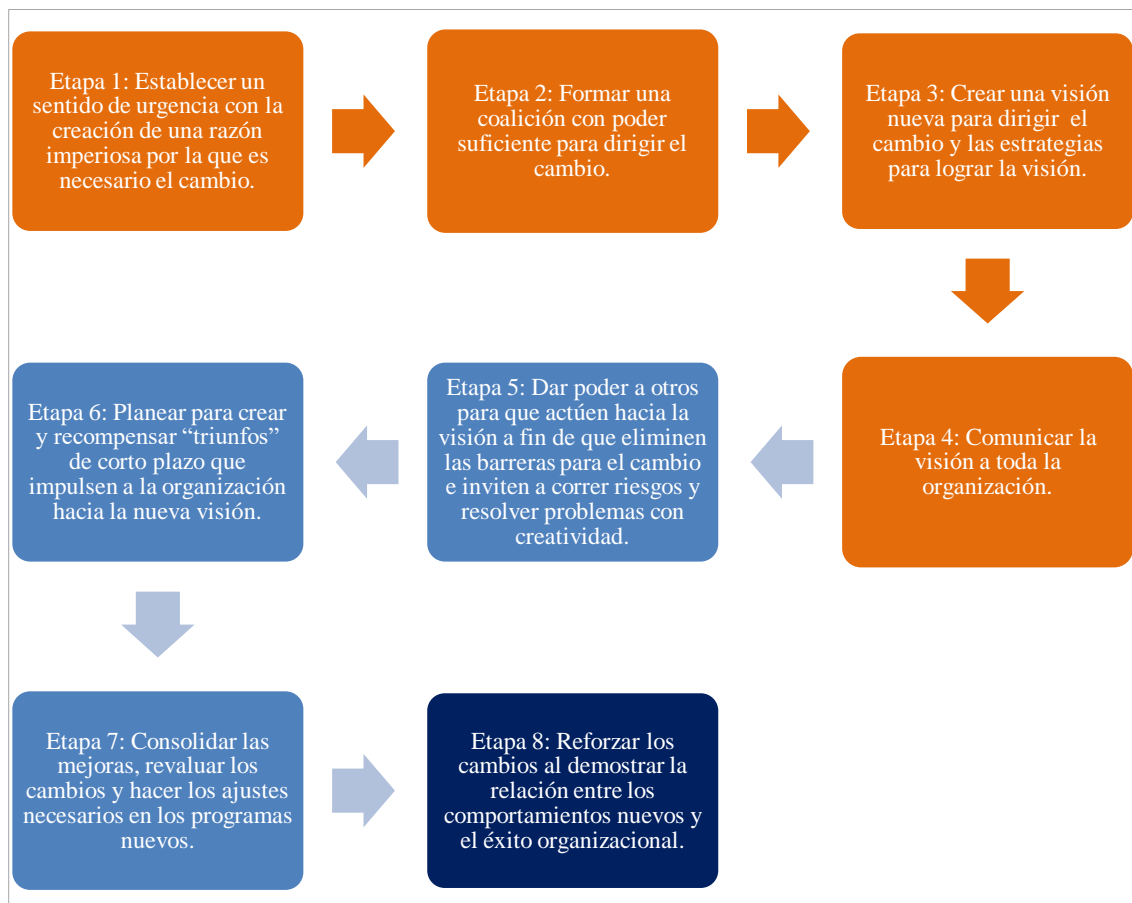 Etapa 1: Establecer un
sentido de urgencia con la
creación de una razón
imperiosa por la que es
necesario el cambio.
Etapa 2: Formar una
coalición con poder
suficiente para dirigir el
cambio.
Etapa 3: Crear una visión
nueva para dirigir el
cambio y las estrategias
para lograr la visión.
Etapa 4: Comunicar la
visión a toda la
organización.
Etapa 5: Dar poder a otros
para que actúen hacia la
visión a fin de que eliminen
las barreras para el cambio
e inviten a correr riesgos y
resolver problemas con
creatividad.
Etapa 6: Planear para crear
y recompensar “triunfos”
de corto plazo que
impulsen a la organización
hacia la nueva visión.
Etapa 7: Consolidar las
mejoras, revaluar los
cambios y hacer los ajustes
necesarios en los programas
nuevos.
Etapa 8: Reforzar los
cambios al demostrar la
relación entre los
comportamientos nuevos y
el éxito organizacional.